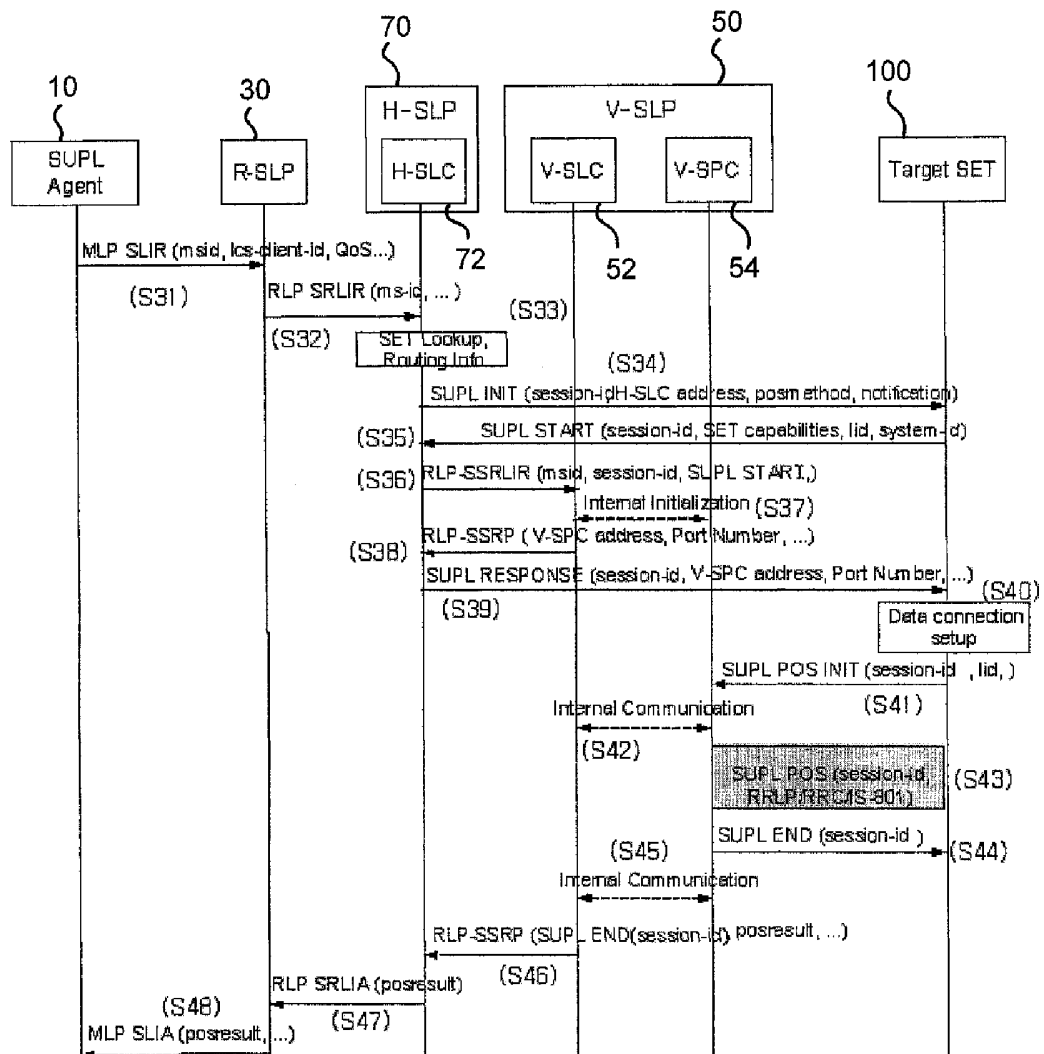 70
50
10
30
100
H-SLP
V-SLP
SUPL
Agent
R-SLP
H-SLC
V-SLC
V-SPC
Target SET
72
52
54
MLP SLIR (msid, lcs-client-id, QoS...)
(S31)
RLP SRLIR (ms-id, ... )
(S32)
(S33)
SET Lookup,
Routing Info
(S34)
SUPL INIT (session-id, H-SLC address, posmethod, notification)
(S35)
SUPL START (session-id, SET capabilities, lid, system-id)
(S36)
RLP-SSRLIR (msid, session-id, SUPL START,)
Internal Initialization
(S37)
(S38)
RLP-SSRP ( V-SPC address, Port Number, ...)
SUPL RESPONSE (session-id, V-SPC address, Port Number, ...)
(S39)
(S40)
Data connection
setup
SUPL POS INIT (session-id , lid, )
(S41)
Internal Communication
(S42)
SUPL POS (session-id,
RRLP/RRC/IS-801)
(S43)
SUPL END (session-id )
(S44)
(S45)
Internal Communication
RLP-SSRP (SUPL END(session-id), posresult, ...)
(S46)
RLP SRLIA (posresult)
(S47)
(S48)
MLP SLIA (posresult, ...)